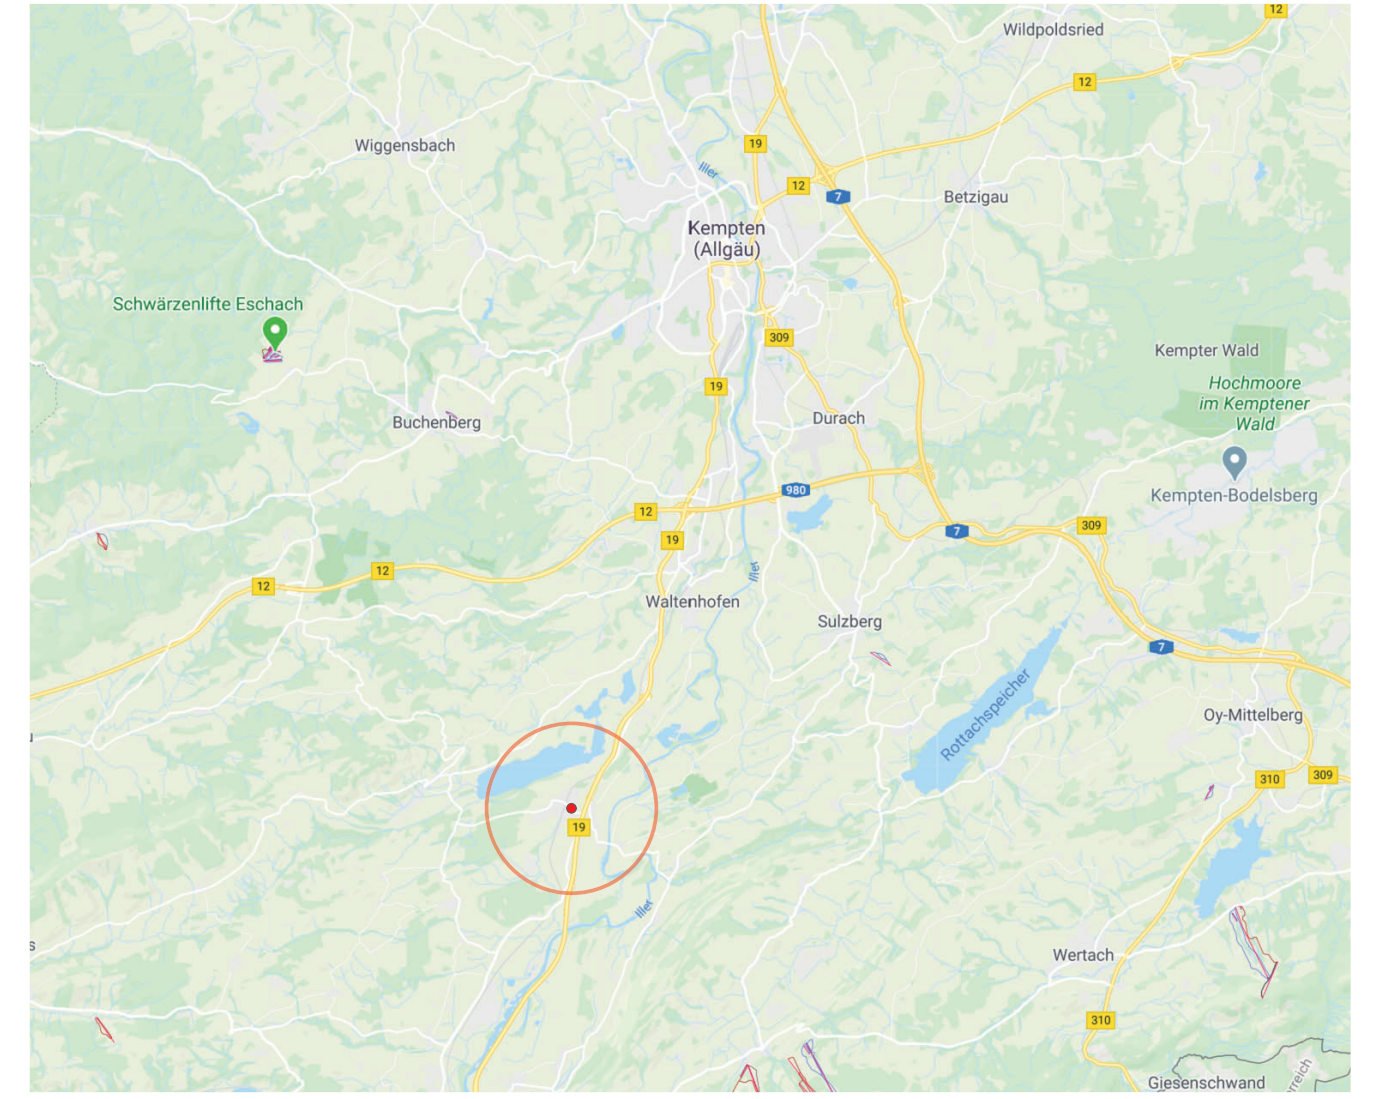 12
Wildpoldsried
12
Wiggensbach
19
Iller
12
7
Betzigau
Kempten
(Allgäu)
Schwärzenlifte Eschach
309
Kempter Wald
Hochmoore
im Kemptener
Wald
19
Buchenberg
Durach
980
Kempten-Bodelsberg
12
19
7
309
12
12
Iller
Waltenhofen
Sulzberg
7
Rottachspeicher
Oy-Mittelberg
310
309
19
Iller
s
Wertach
310
Giesenschwand
rreich